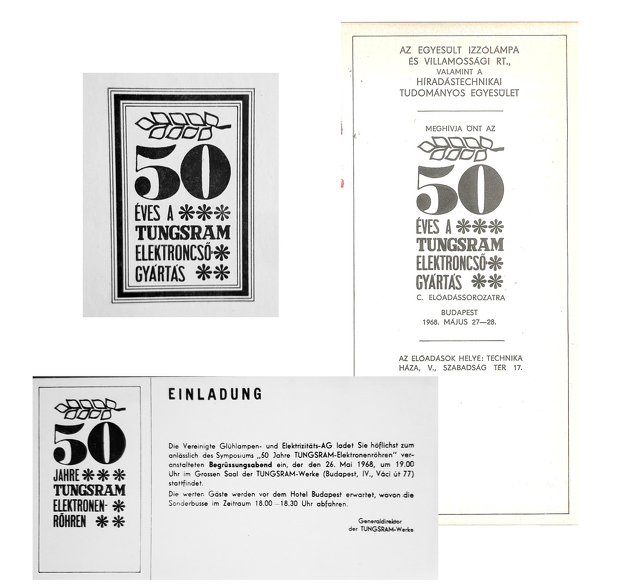 50
ÉVES A ***
TUNGSRAM
ELEKTRONCSŐ*
GYÁRTÁS **
AZ EGYESÜLT IZZÓLÁMPA
ÉS VILLAMOSSÁGI RT.,
VALAMINT A
HÍRADÁSTECHNIKAI
TUDOMÁNYOS EGYESÜLET
MEGHIVJA ÖNT AZ
50
ÉVES A ***
TUNGSRAM
ELEKTRONCSŐ*
GYÁRTÁS **
C. ELŐADÁSSOROZATRA
BUDAPEST
1968. MÁJUS 27—28.
AZ ELŐADÁSOK HELYE: TECHNIKA
HÁZA, V., SZABADSÁG TÉR 17.
50
JAHRE ***
TUNGSRAM
ELEKTRONEN- *
RÖHREN **
EINLADUNG
Die Vereinigte Glühlampen- und Elektrizitäts-AG ladet Sie höflichst zum
anlässlich des Symposiums „50 Jahre TUNGSRAM-Elektronenröhren" ver-
anstalteten Begrüssungsabend ein, der den 26. Mai 1968, um 19.00
Uhr im Grossen Saal der TUNGSRAM-Werke (Budapest, IV., Váci út 77)
stattfindet.
Die werten Gäste werden vor dem Hotel Budapest erwartet, wovon die
Sonderbusse im Zeitraum 18.00—18.30 Uhr abfahren.
Generaldirektor
der TUNGSRAM-Werke